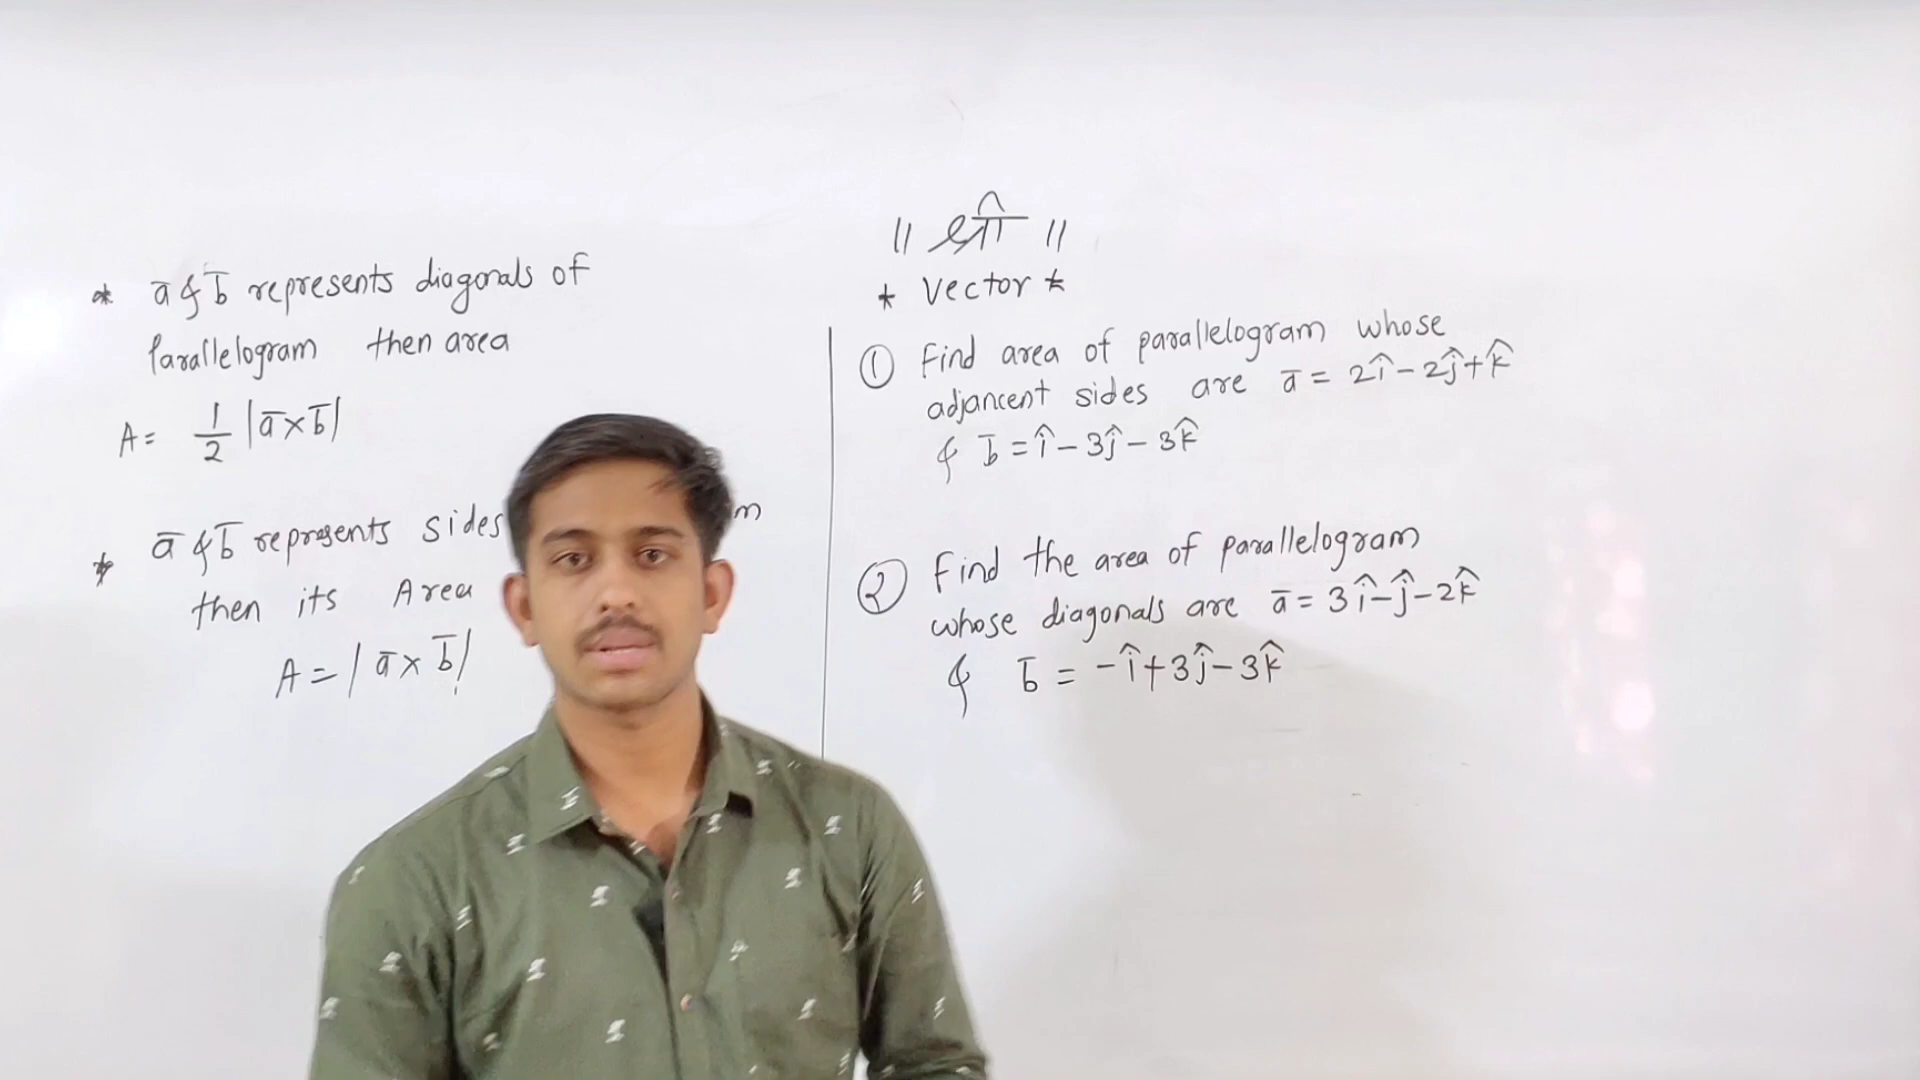 * a̅ & b̅ represents diagonals of
Parallelogram then area
A = 1/2 |a̅×b̅|
* a̅ & b̅ represents sides m
then its Area
A = |a̅×b̅|
॥ श्री ॥
* Vector *
① Find area of parallelogram whose
adjancent sides are a̅ = 2î-2ĵ+k̂
& b̅ = î-3ĵ-3k̂
② Find the area of parallelogram
whose diagonals are a̅ = 3î-ĵ-2k̂
& b̅ = -î+3ĵ-3k̂